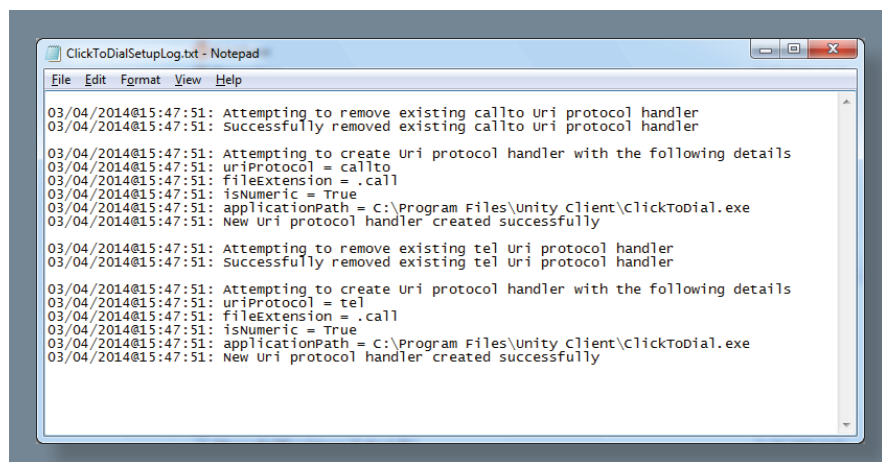 ClickToDialSetupLog.txt - Notepad
File Edit Format View Help
03/04/2014@15:47:51: Attempting to remove existing callto Uri protocol handler
03/04/2014@15:47:51: Successfully removed existing callto Uri protocol handler
03/04/2014@15:47:51: Attempting to create Uri protocol handler with the following details
03/04/2014@15:47:51: uriProtocol = callto
03/04/2014@15:47:51: fileExtension = .call
03/04/2014@15:47:51: isNumeric = True
03/04/2014@15:47:51: applicationPath = C:\Program Files\Unity Client\ClickToDial.exe
03/04/2014@15:47:51: New Uri protocol handler created successfully
03/04/2014@15:47:51: Attempting to remove existing tel Uri protocol handler
03/04/2014@15:47:51: Successfully removed existing tel Uri protocol handler
03/04/2014@15:47:51: Attempting to create Uri protocol handler with the following details
03/04/2014@15:47:51: uriProtocol = tel
03/04/2014@15:47:51: fileExtension = .call
03/04/2014@15:47:51: isNumeric = True
03/04/2014@15:47:51: applicationPath = C:\Program Files\Unity Client\ClickToDial.exe
03/04/2014@15:47:51: New Uri protocol handler created successfully